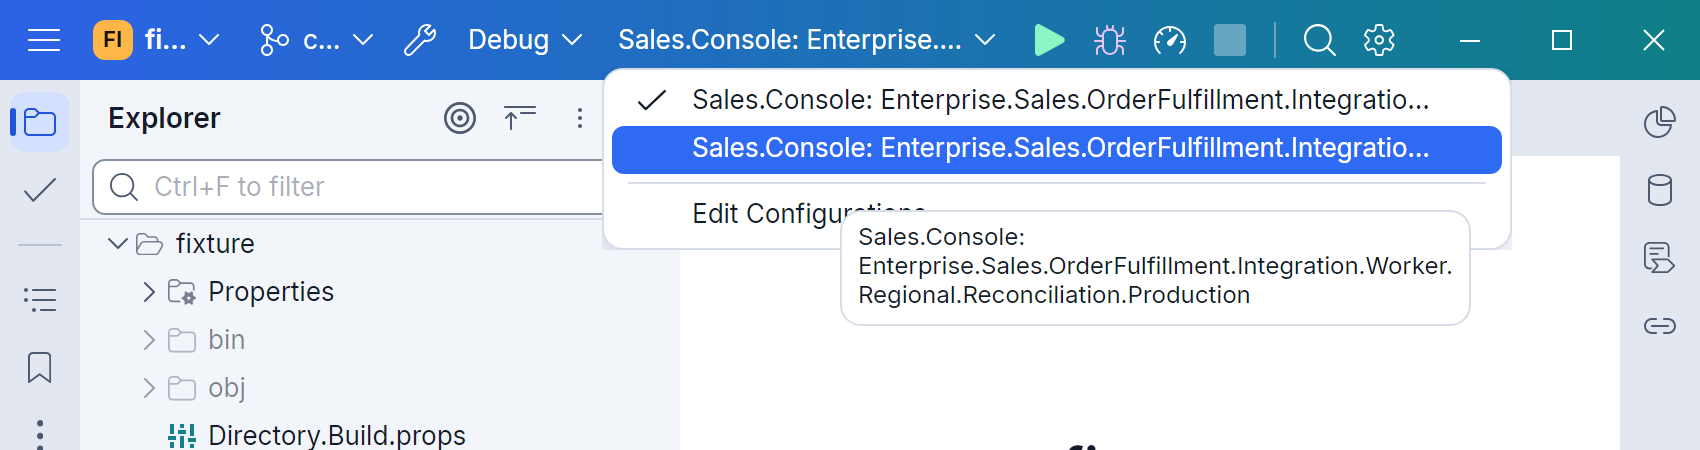 FI fi... c... Debug Sales.Console: Enterprise....
Explorer
Ctrl+F to filter
fixture
Properties
bin
obj
Directory.Build.props
Sales.Console: Enterprise.Sales.OrderFulfillment.Integratio...
Sales.Console: Enterprise.Sales.OrderFulfillment.Integratio...
Edit Configurations...
Sales.Console:
Enterprise.Sales.OrderFulfillment.Integration.Worker.
Regional.Reconciliation.Production